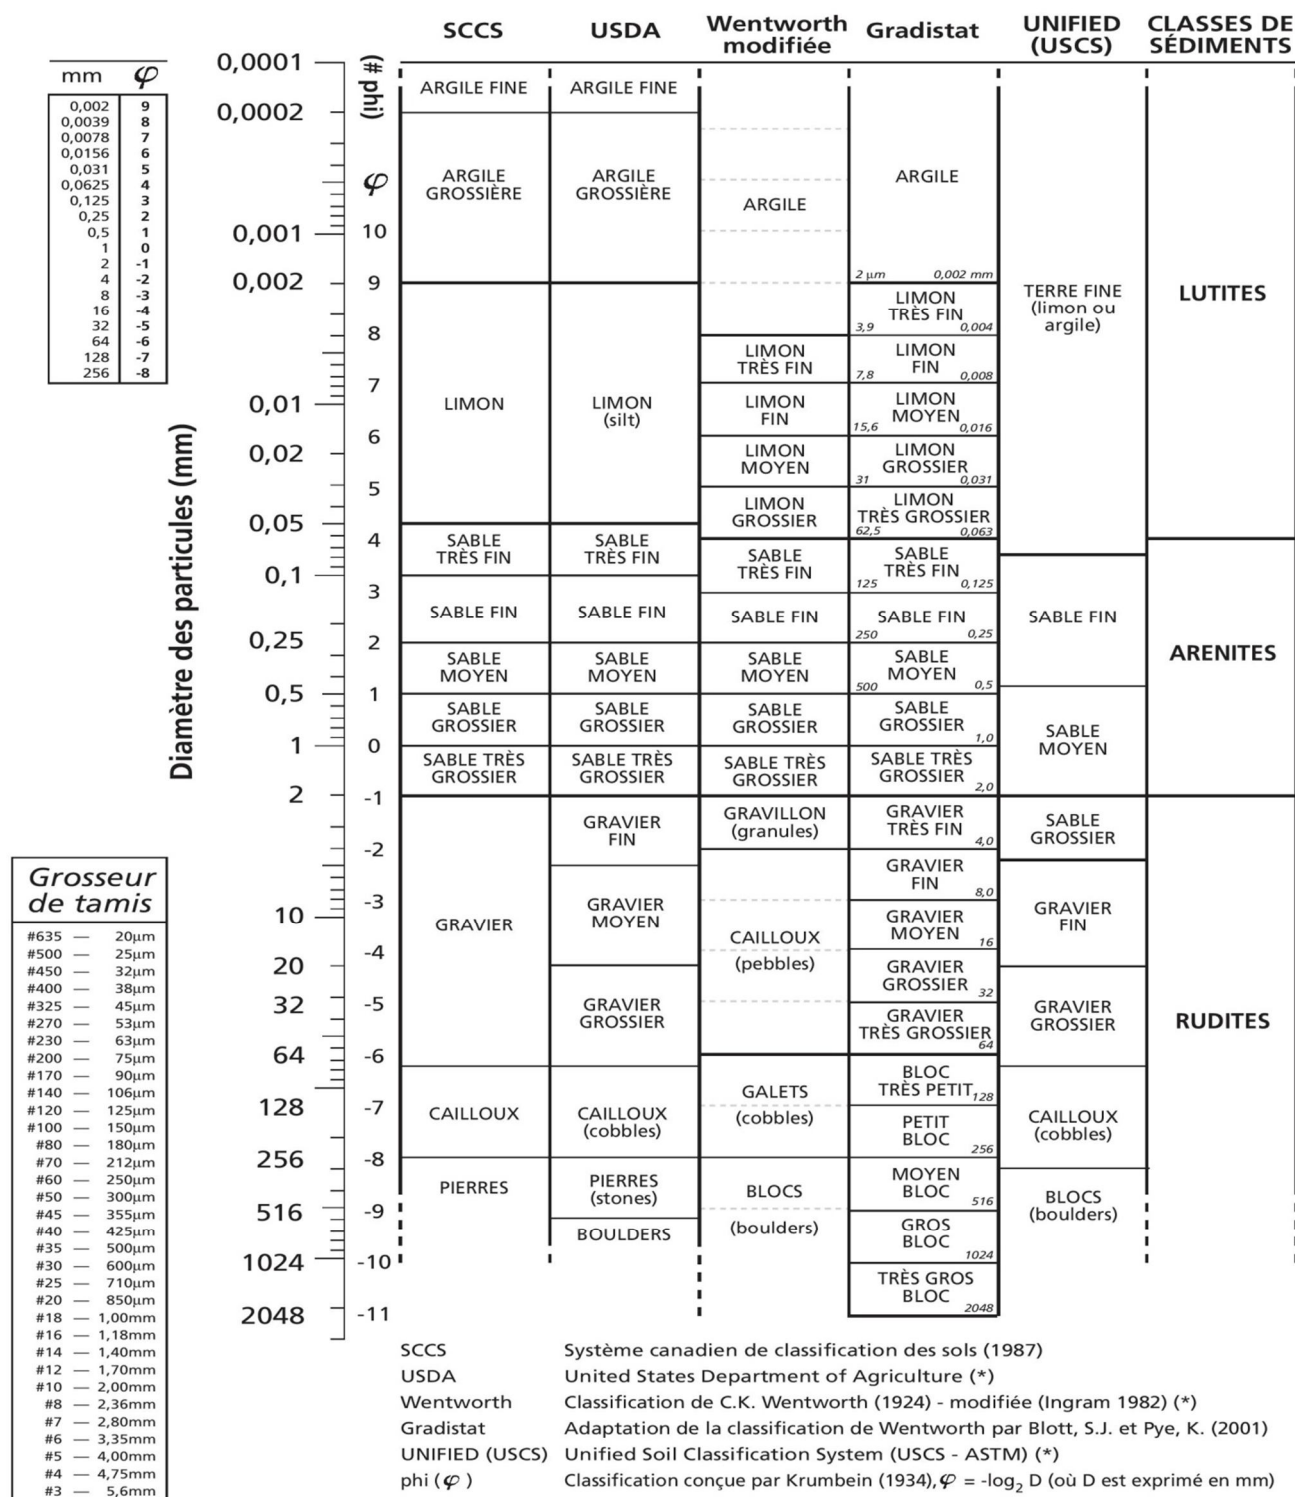 SCCS USDA Wentworth modifiée Gradistat UNIFIED (USCS) CLASSES DE SÉDIMENTS
mm φ
0,002 9
0,0039 8
0,0078 7
0,0156 6
0,031 5
0,0625 4
0,125 3
0,25 2
0,5 1
1 0
2 -1
4 -2
8 -3
16 -4
32 -5
64 -6
128 -7
256 -8
Diamètre des particules (mm)
0,0001
0,0002
0,001
0,002
0,01
0,02
0,05
0,1
0,25
0,5
1
2
10
20
32
64
128
256
516
1024
2048
(# phi)
φ
10
9
8
7
6
5
4
3
2
1
0
-1
-2
-3
-4
-5
-6
-7
-8
-9
-10
-11
ARGILE FINE
ARGILE
GROSSIÈRE
LIMON
SABLE
TRÈS FIN
SABLE FIN
SABLE
MOYEN
SABLE
GROSSIER
SABLE TRÈS
GROSSIER
GRAVIER
CAILLOUX
PIERRES
ARGILE FINE
ARGILE
GROSSIÈRE
LIMON
(silt)
SABLE
TRÈS FIN
SABLE FIN
SABLE
MOYEN
SABLE
GROSSIER
SABLE TRÈS
GROSSIER
GRAVIER
FIN
GRAVIER
MOYEN
GRAVIER
GROSSIER
CAILLOUX
(cobbles)
PIERRES
(stones)
BOULDERS
ARGILE
LIMON
TRÈS FIN
LIMON
FIN
LIMON
MOYEN
LIMON
GROSSIER
SABLE
TRÈS FIN
SABLE FIN
SABLE
MOYEN
SABLE
GROSSIER
SABLE TRÈS
GROSSIER
GRAVILLON
(granules)
CAILLOUX
(pebbles)
GALETS
(cobbles)
BLOCS
(boulders)
ARGILE
2 µm 0,002 mm
LIMON
TRÈS FIN
3,9 0,004
LIMON
FIN
7,8 0,008
LIMON
MOYEN
15,6 0,016
LIMON
GROSSIER
31 0,031
LIMON
TRÈS GROSSIER
62,5 0,063
SABLE
TRÈS FIN
125 0,125
SABLE FIN
250 0,25
SABLE
MOYEN
500 0,5
SABLE
GROSSIER
1,0
SABLE TRÈS
GROSSIER
2,0
GRAVIER
TRÈS FIN
4,0
GRAVIER
FIN
8,0
GRAVIER
MOYEN
16
GRAVIER
GROSSIER
32
GRAVIER
TRÈS GROSSIER
64
BLOC
TRÈS PETIT
128
PETIT
BLOC
256
MOYEN
BLOC
516
GROS
BLOC
1024
TRÈS GROS
BLOC
2048
TERRE FINE
(limon ou
argile)
SABLE FIN
SABLE
MOYEN
SABLE
GROSSIER
GRAVIER
FIN
GRAVIER
GROSSIER
CAILLOUX
(cobbles)
BLOCS
(boulders)
LUTITES
ARENITES
RUDITES
Grosseur
de tamis
#635 — 20µm
#500 — 25µm
#450 — 32µm
#400 — 38µm
#325 — 45µm
#270 — 53µm
#230 — 63µm
#200 — 75µm
#170 — 90µm
#140 — 106µm
#120 — 125µm
#100 — 150µm
#80 — 180µm
#70 — 212µm
#60 — 250µm
#50 — 300µm
#45 — 355µm
#40 — 425µm
#35 — 500µm
#30 — 600µm
#25 — 710µm
#20 — 850µm
#18 — 1,00mm
#16 — 1,18mm
#14 — 1,40mm
#12 — 1,70mm
#10 — 2,00mm
#8 — 2,36mm
#7 — 2,80mm
#6 — 3,35mm
#5 — 4,00mm
#4 — 4,75mm
#3 — 5,6mm
SCCS Système canadien de classification des sols (1987)
USDA United States Department of Agriculture (*)
Wentworth Classification de C.K. Wentworth (1924) - modifiée (Ingram 1982) (*)
Gradistat Adaptation de la classification de Wentworth par Blott, S.J. et Pye, K. (2001)
UNIFIED (USCS) Unified Soil Classification System (USCS - ASTM) (*)
phi (φ) Classification conçue par Krumbein (1934), φ = -log₂ D (où D est exprimé en mm)